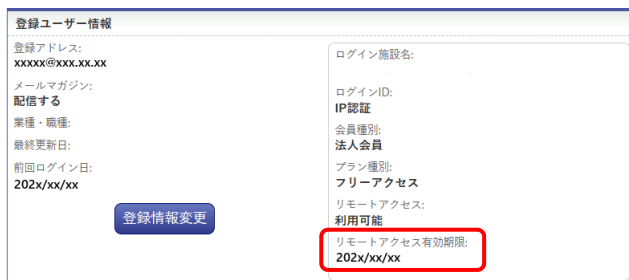 登録ユーザー情報
登録アドレス:
xxxxx@xxx.xx.xx
メールマガジン:
配信する
業種・職種:
最終更新日:
前回ログイン日:
202x/xx/xx
登録情報変更
ログイン施設名:
ログインID:
IP認証
会員種別:
法人会員
プラン種別:
フリーアクセス
リモートアクセス:
利用可能
リモートアクセス有効期限:
202x/xx/xx